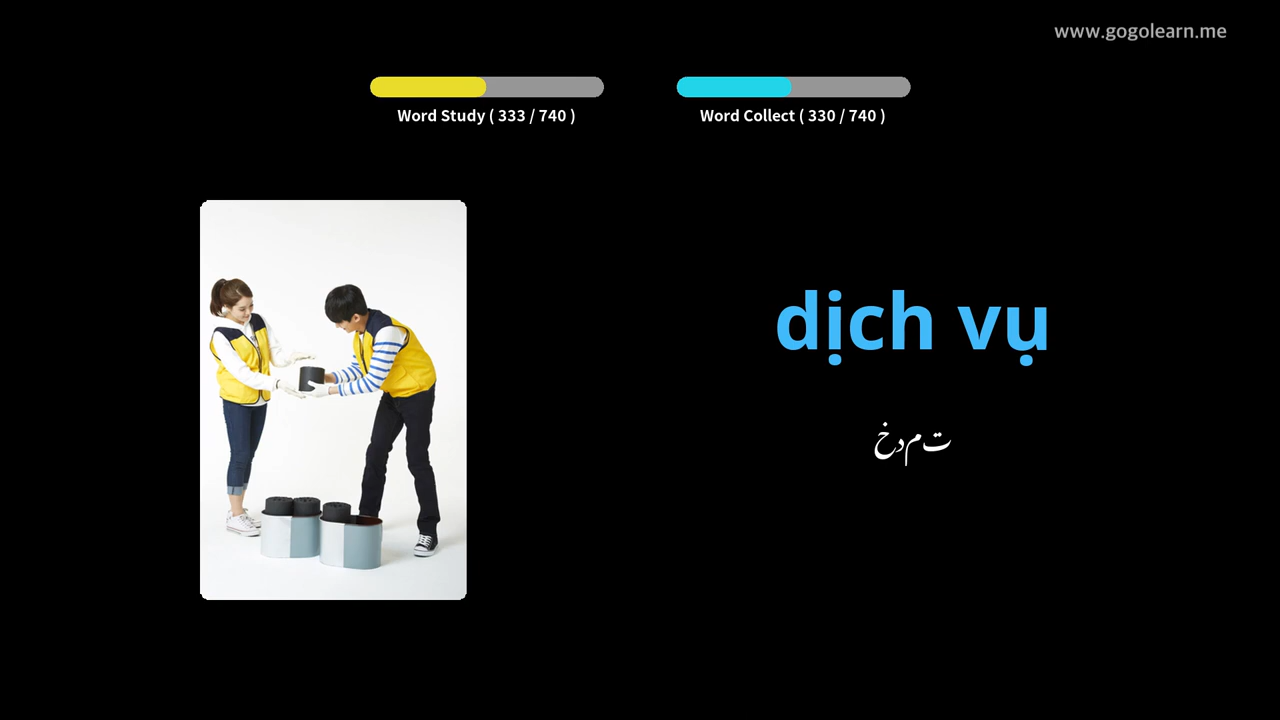 www.gogolearn.me
Word Study ( 333 / 740 )
Word Collect ( 330 / 740 )
dịch vụ
خدمت